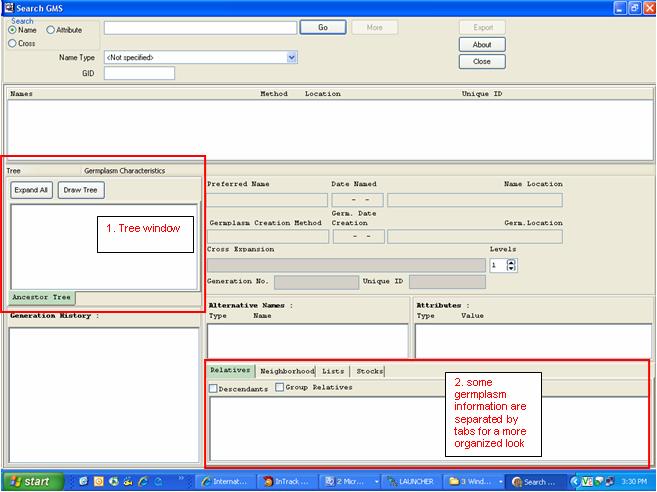 Search GMS
Search
Name Attribute
Cross
Go More Export
About
Close
Name Type <Not specified>
GID
Names Method Location Unique ID
Tree Germplasm Characteristics
Expand All Draw Tree
1. Tree window
Ancestor Tree
Preferred Name Date Named Name Location
- -
Germplasm Creation Method Germ. Date Creation Germ.Location
- -
Cross Expansion Levels
1
Generation No. Unique ID
Generation History :
Alternative Names :
Type Name
Attributes :
Type Value
Relatives Neighborhood Lists Stocks
Descendants Group Relatives
2. some
germplasm
information are
separated by
tabs for a more
organized look
start Internat... InTrack ... 2 Micr... LAUNCHER 3 Wind... Search ... 3:30 PM